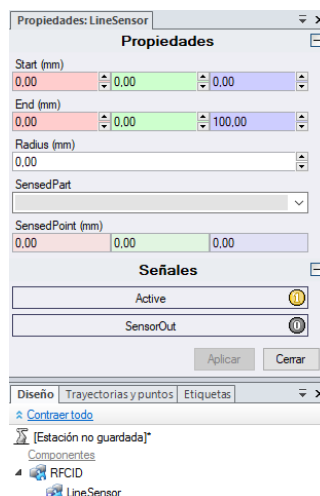 Propiedades: LineSensor
Propiedades
Start (mm)
0,00 0,00 0,00
End (mm)
0,00 0,00 100,00
Radius (mm)
0,00
SensedPart
SensedPoint (mm)
0,00 0,00 0,00
Señales
Active 1
SensorOut 0
Aplicar Cerrar
Diseño Trayectorias y puntos Etiquetas
Contraer todo
[Estación no guardada]*
Componentes
RFCID
LineSensor